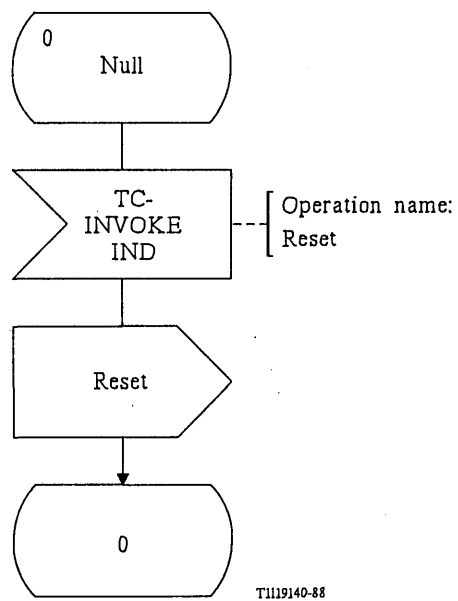 0
Null
TC-
INVOKE
IND
Operation name:
Reset
Reset
0
T1119140-88